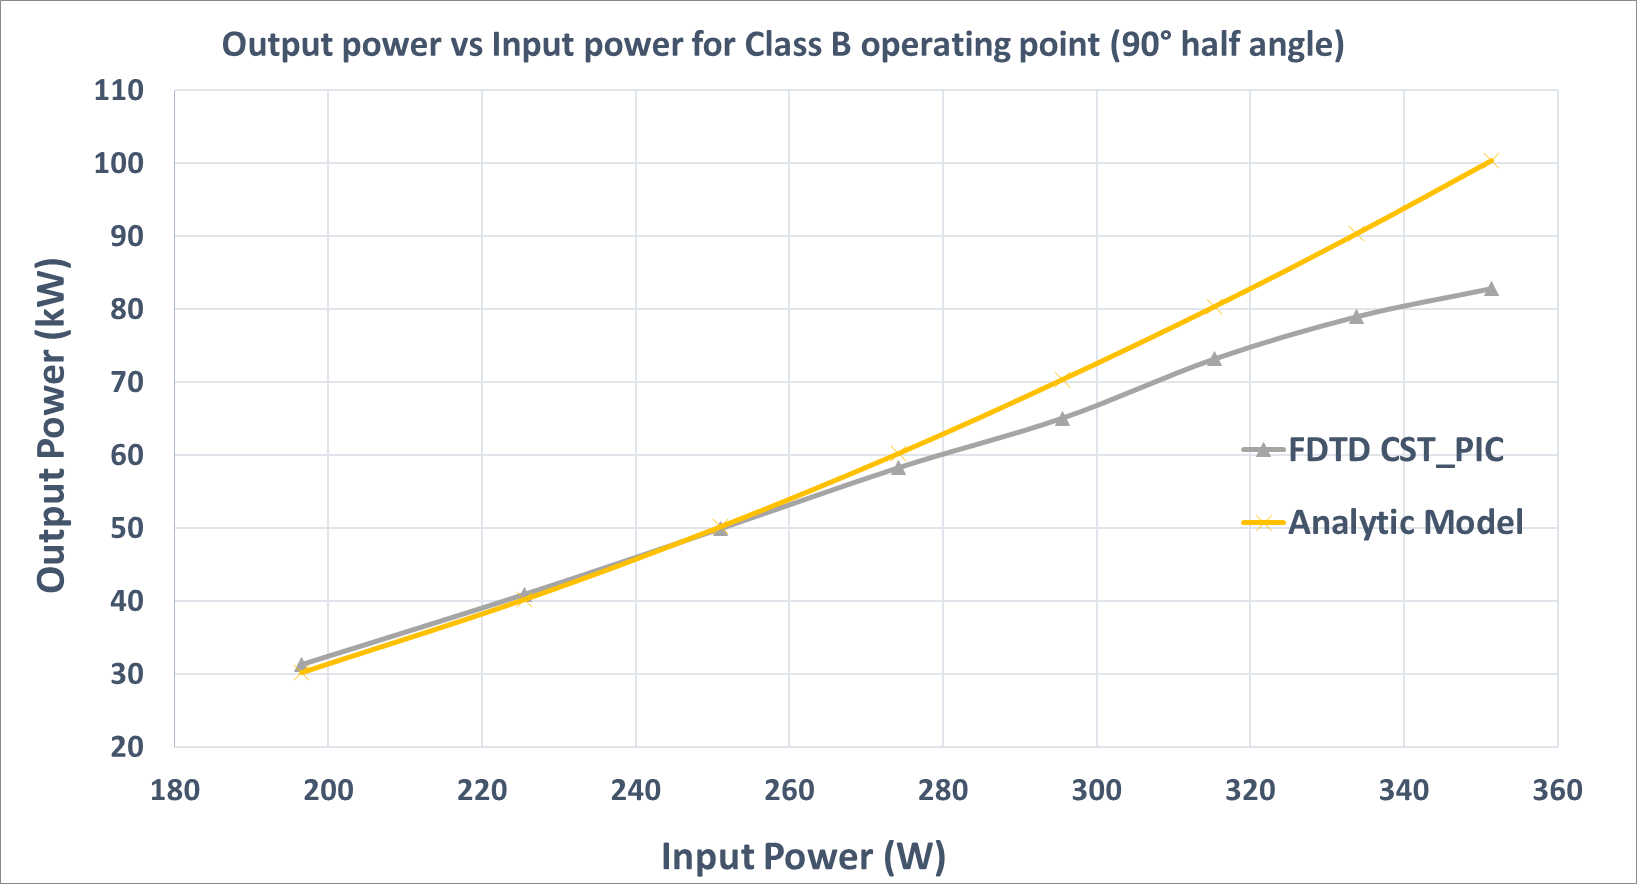 Output power vs Input power for Class B operating point (90° half angle)
110
100
90
80
70
60
50
40
30
20
Output Power (kW)
FDTD CST_PIC
Analytic Model
180 200 220 240 260 280 300 320 340 360
Input Power (W)